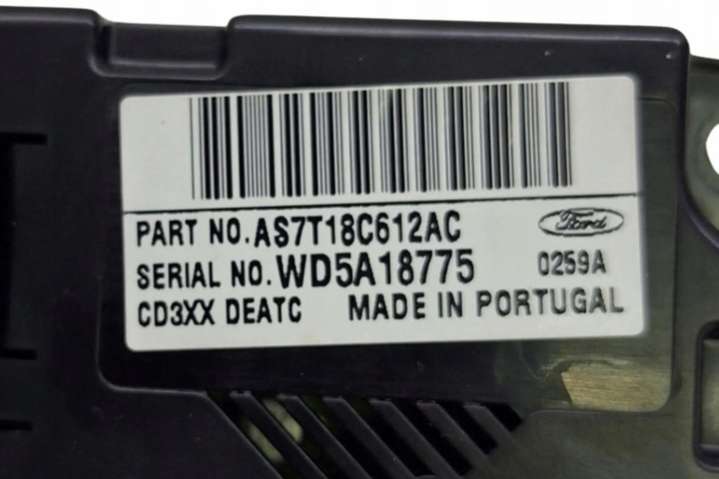 PART NO. AS7T18C612AC Ford
SERIAL NO. WD5A18775 0259A
CD3XX DEATC MADE IN PORTUGAL